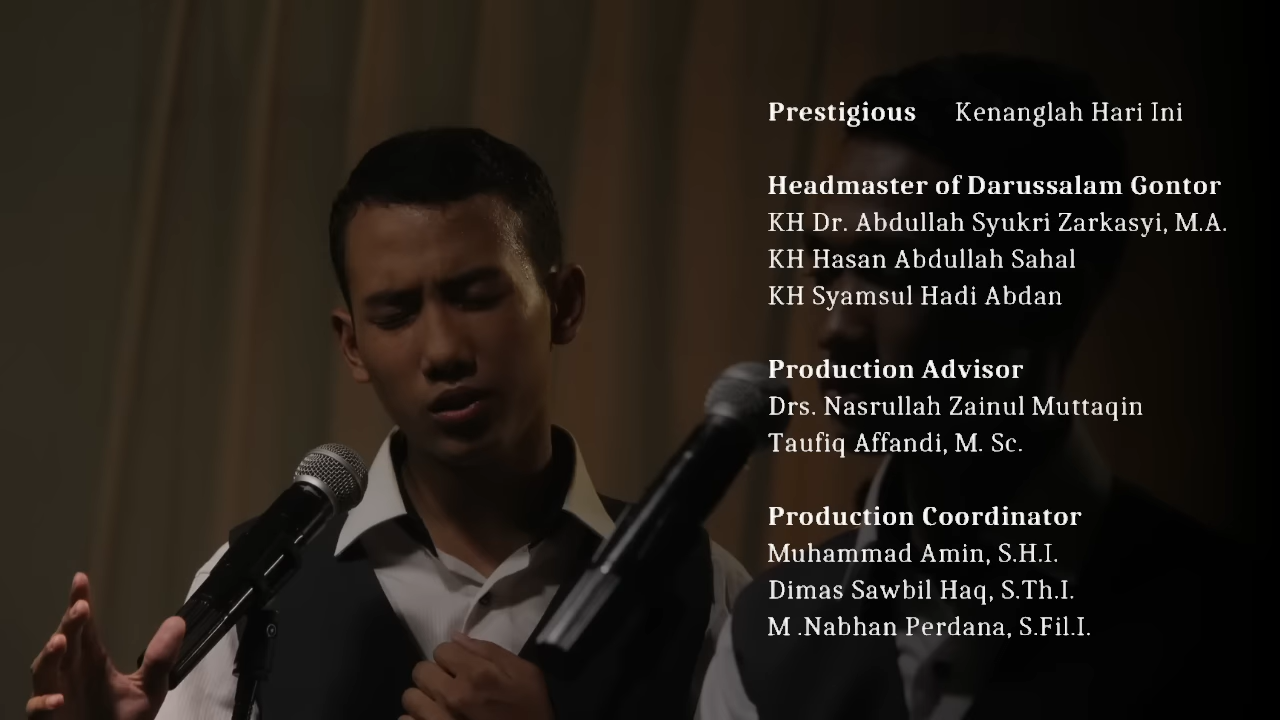 Prestigious Kenanglah Hari Ini
Headmaster of Darussalam Gontor
KH Dr. Abdullah Syukri Zarkasyi, M.A.
KH Hasan Abdullah Sahal
KH Syamsul Hadi Abdan
Production Advisor
Drs. Nasrullah Zainul Muttaqin
Taufiq Affandi, M. Sc.
Production Coordinator
Muhammad Amin, S.H.I.
Dimas Sawbil Haq, S.Th.I.
M .Nabhan Perdana, S.Fil.I.